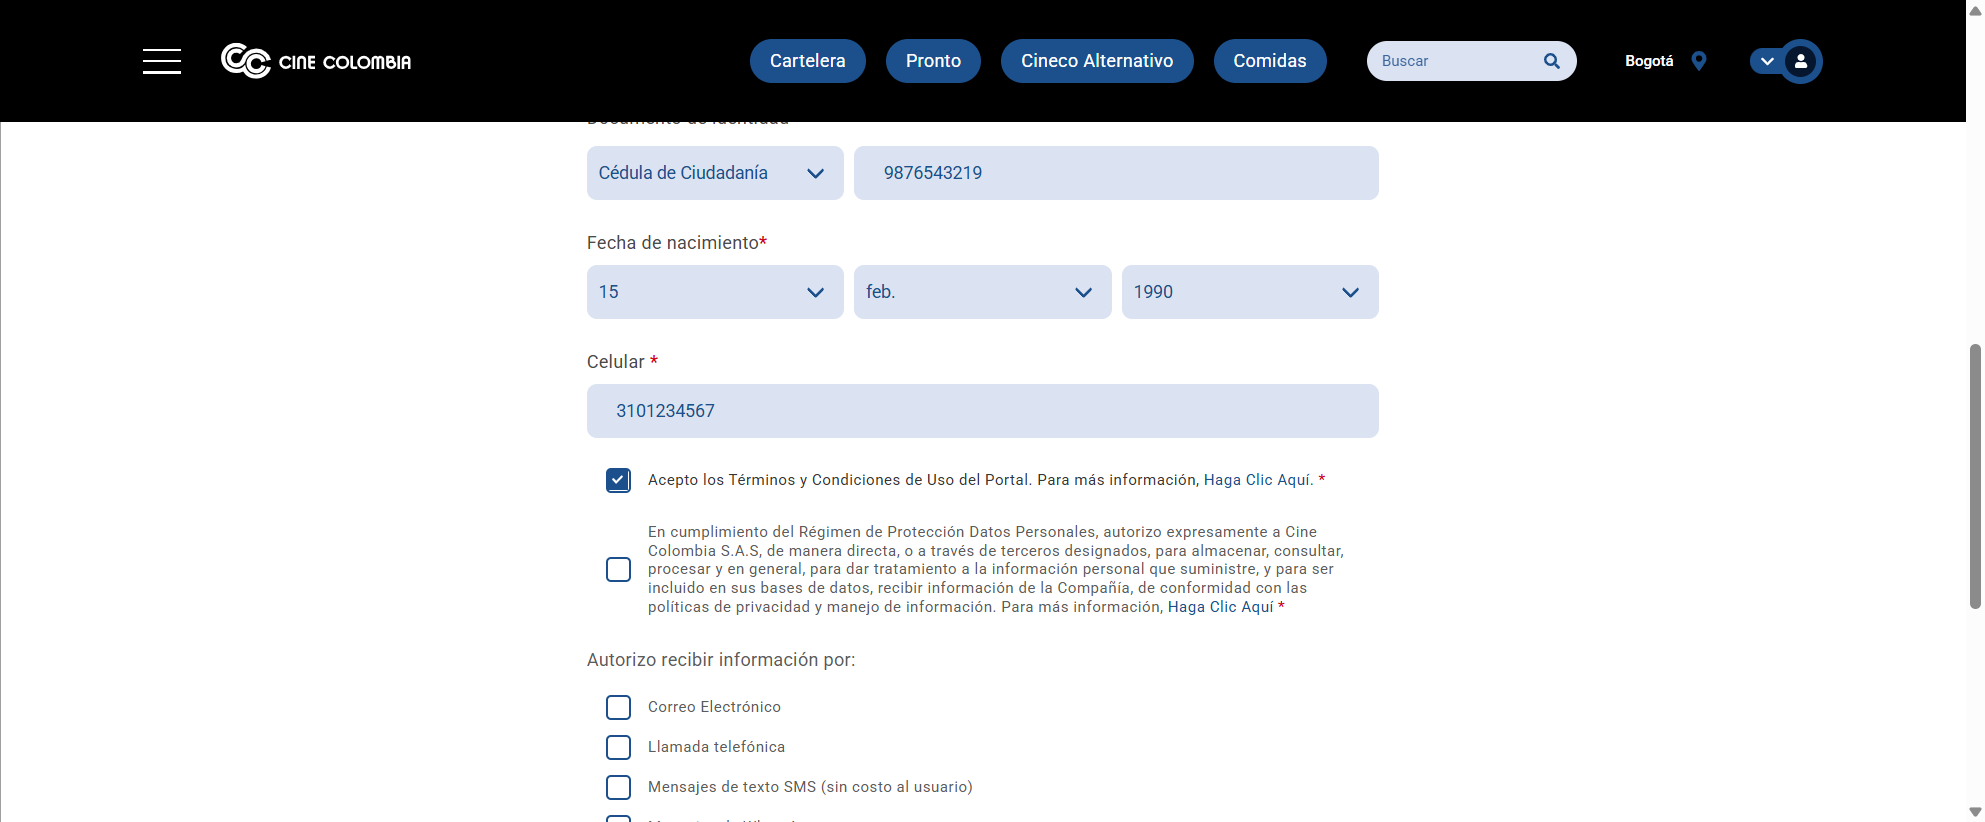 CINE COLOMBIA
Cartelera
Pronto
Cineco Alternativo
Comidas
Buscar
Bogotá
Cédula de Ciudadanía
9876543219
Fecha de nacimiento*
15
feb.
1990
Celular *
3101234567
Acepto los Términos y Condiciones de Uso del Portal. Para más información, Haga Clic Aquí. *
En cumplimiento del Régimen de Protección Datos Personales, autorizo expresamente a Cine
Colombia S.A.S, de manera directa, o a través de terceros designados, para almacenar, consultar,
procesar y en general, para dar tratamiento a la información personal que suministre, y para ser
incluido en sus bases de datos, recibir información de la Compañía, de conformidad con las
políticas de privacidad y manejo de información. Para más información, Haga Clic Aquí *
Autorizo recibir información por:
Correo Electrónico
Llamada telefónica
Mensajes de texto SMS (sin costo al usuario)